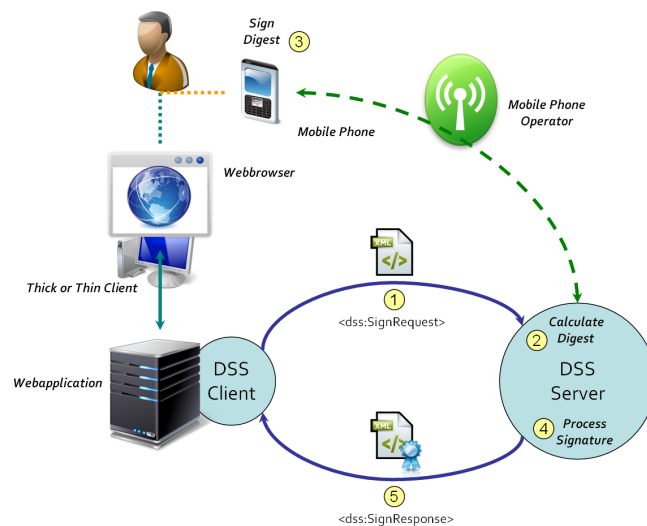 Sign
Digest
3
Mobile Phone
Operator
Mobile Phone
Webbrowser
XML
</>
Thick or Thin Client
1
<dss:SignRequest>
Calculate
2
Digest
DSS
Client
DSS
Server
Webapplication
4
Process
Signature
XML
</>
5
<dss:SignResponse>